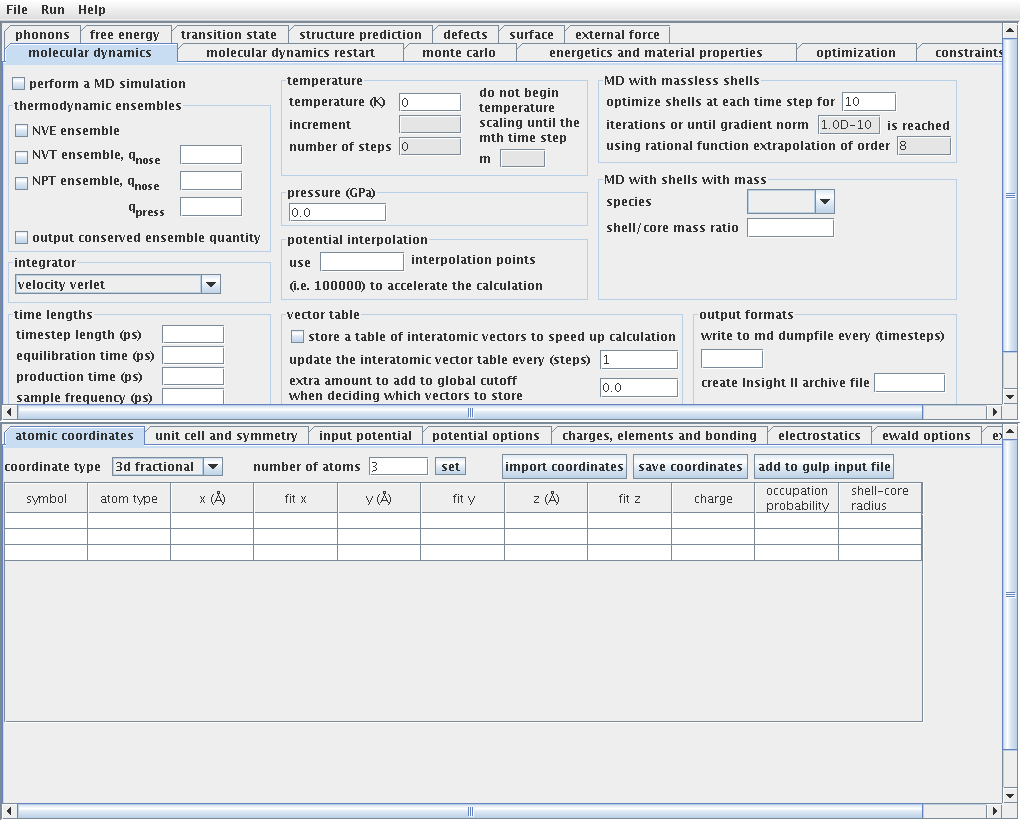 File Run Help
phonons free energy transition state structure prediction defects surface external force
molecular dynamics molecular dynamics restart monte carlo energetics and material properties optimization constraints
perform a MD simulation
thermodynamic ensembles
NVE ensemble
NVT ensemble, qnose
NPT ensemble, qnose
qpress
output conserved ensemble quantity
integrator
velocity verlet
time lengths
timestep length (ps)
equilibration time (ps)
production time (ps)
sample frequency (ps)
temperature
temperature (K) 0
increment
number of steps 0
do not begin
temperature
scaling until the
mth time step
m
pressure (GPa)
0.0
potential interpolation
use interpolation points
(i.e. 100000) to accelerate the calculation
vector table
store a table of interatomic vectors to speed up calculation
update the interatomic vector table every (steps) 1
extra amount to add to global cutoff
when deciding which vectors to store 0.0
MD with massless shells
optimize shells at each time step for 10
iterations or until gradient norm 1.0D-10 is reached
using rational function extrapolation of order 8
MD with shells with mass
species
shell/core mass ratio
output formats
write to md dumpfile every (timesteps)
create Insight II archive file
atomic coordinates unit cell and symmetry input potential potential options charges, elements and bonding electrostatics ewald options
coordinate type 3d fractional number of atoms 3 set import coordinates save coordinates add to gulp input file
symbol atom type x (Å) fit x y (Å) fit y z (Å) fit z charge occupation probability shell-core radius